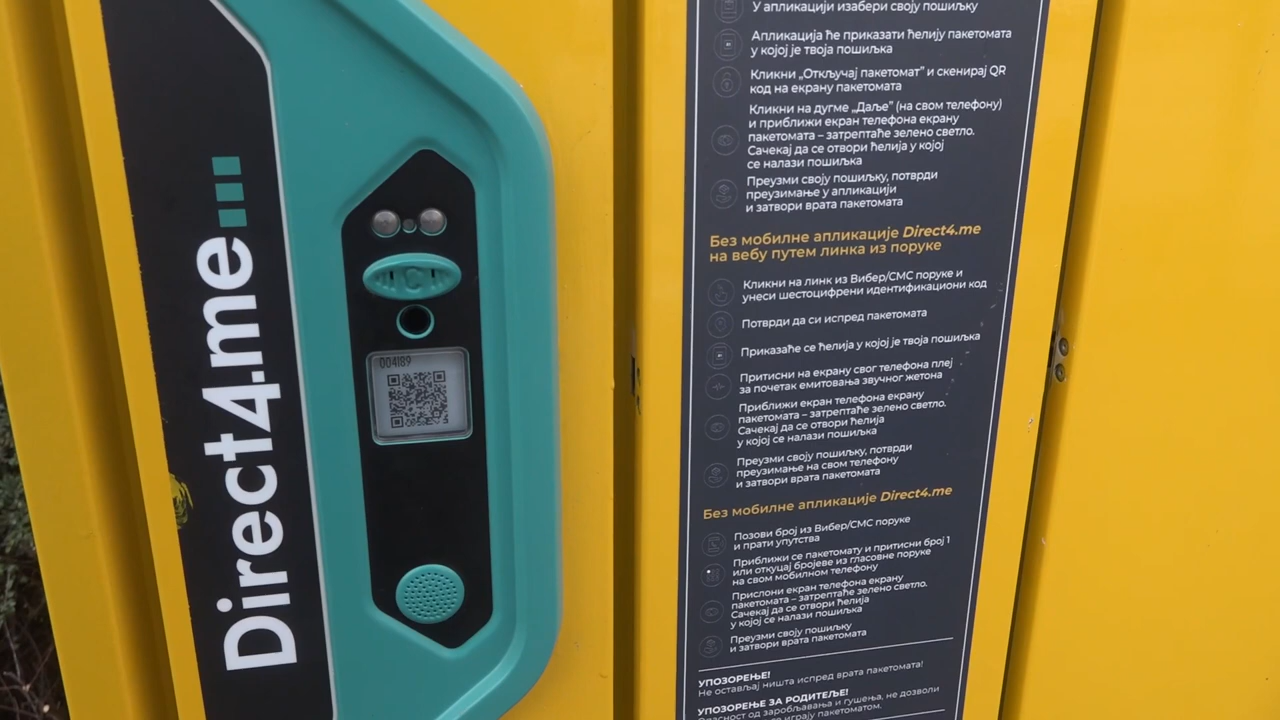 Direct4.me
004189
У апликацији изабери своју пошиљку
Апликација ће приказати ћелију пакетомата
у којој је твоја пошиљка
Кликни „Откључај пакетомат” и скенирај QR
код на екрану пакетомата
Кликни на дугме „Даље” (на свом телефону)
и приближи екран телефона екрану
пакетомата – затрептаће зелено светло.
Сачекај да се отвори ћелија у којој
се налази пошиљка
Преузми своју пошиљку, потврди
преузимање у апликацији
и затвори врата пакетомата
Без мобилне апликације Direct4.me
на вебу путем линка из поруке
Кликни на линк из Вибер/СМС поруке и
унеси шестоцифрени идентификациони код
Потврди да си испред пакетомата
Приказаће се ћелија у којој је твоја пошиљка
Притисни на екрану свог телефона плеј
за почетак емитовања звучног жетона
Приближи екран телефона екрану
пакетомата – затрептаће зелено светло.
Сачекај да се отвори ћелија
у којој се налази пошиљка
Преузми своју пошиљку, потврди
преузимање на свом телефону
и затвори врата пакетомата
Без мобилне апликације Direct4.me
Позови број из Вибер/СМС поруке
и прати упутства
Приближи се пакетомату и притисни број 1
или откуцај бројеве из гласовне поруке
на свом мобилном телефону
Прислони екран телефона екрану
пакетомата – затрептаће зелено светло.
Сачекај да се отвори ћелија
у којој се налази пошиљка
Преузми своју пошиљку
и затвори врата пакетомата
УПОЗОРЕЊЕ!
Не остављај ништа испред врата пакетомата!
УПОЗОРЕЊЕ ЗА РОДИТЕЉЕ!
Опасност од заробљавања и гушења, не дозволи
се играју пакетоматом.